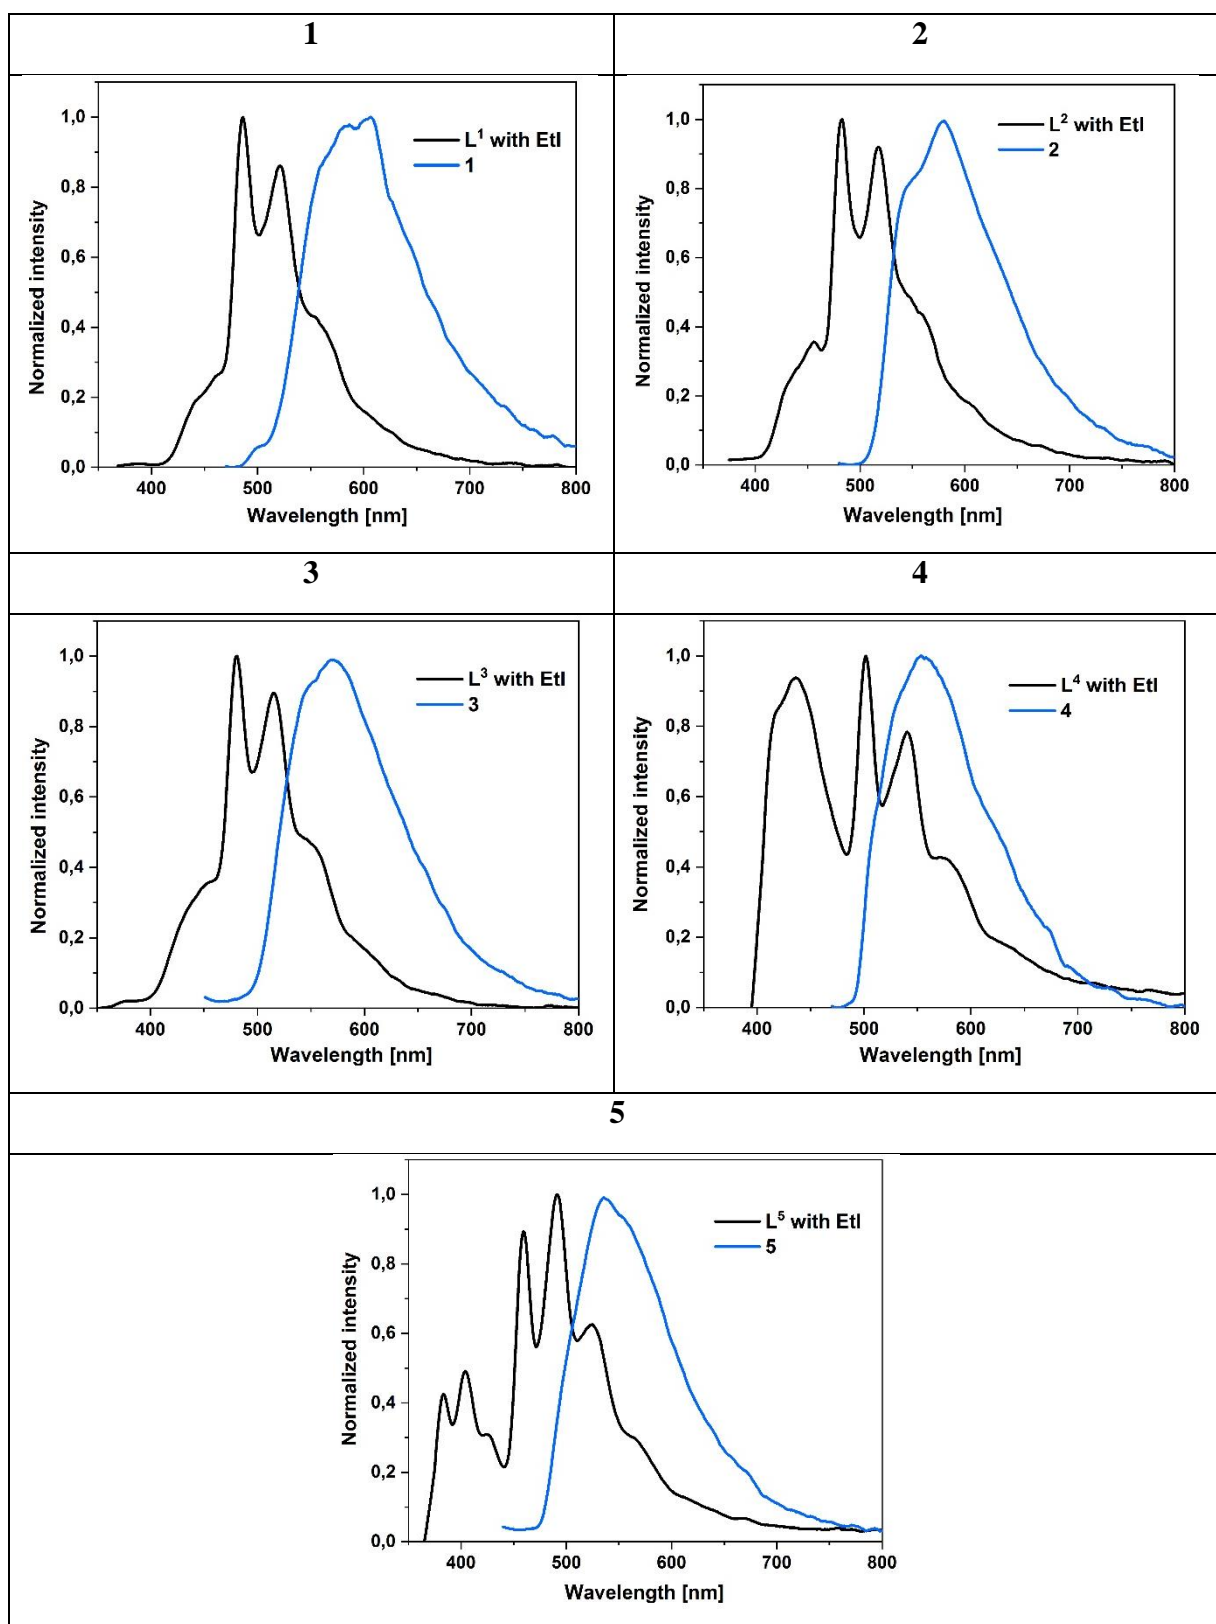 1
2
1,0
0,8
0,6
0,4
0,2
0,0
Normalized intensity
L¹ with EtI
1
400 500 600 700 800
Wavelength [nm]
1,0
0,8
0,6
0,4
0,2
0,0
Normalized intensity
L² with EtI
2
400 500 600 700 800
Wavelength [nm]
3
4
1,0
0,8
0,6
0,4
0,2
0,0
Normalized intensity
L³ with EtI
3
400 500 600 700 800
Wavelength [nm]
1,0
0,8
0,6
0,4
0,2
0,0
Normalized intensity
L⁴ with EtI
4
400 500 600 700 800
Wavelength [nm]
5
1,0
0,8
0,6
0,4
0,2
0,0
Normalized intensity
L⁵ with EtI
5
400 500 600 700 800
Wavelength [nm]